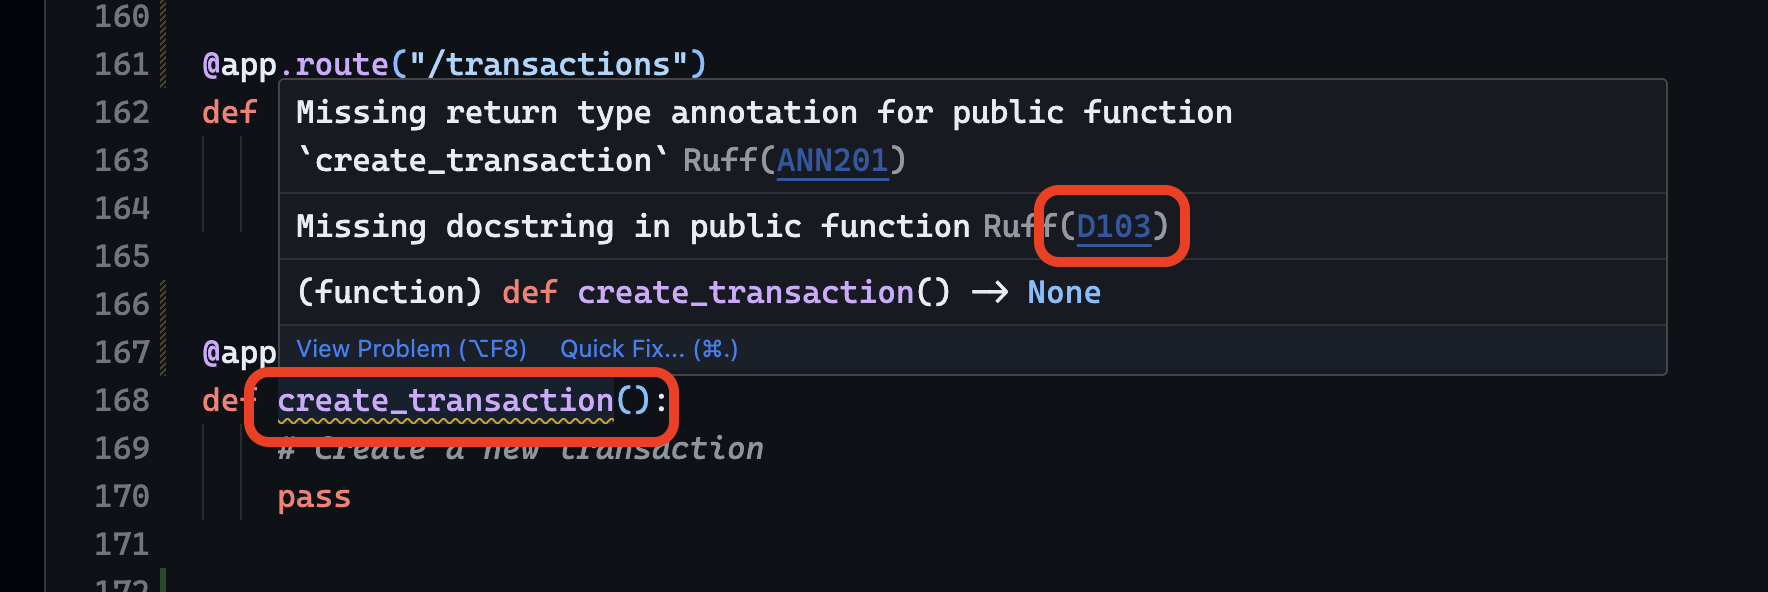 160
161 @app.route("/transactions")
162 def
Missing return type annotation for public function
163
`create_transaction` Ruff(ANN201)
164
Missing docstring in public function Ruff(D103)
165
166
(function) def create_transaction() → None
167 @app
View Problem (⌥F8) Quick Fix... (⌘.)
168 def create_transaction():
169 # Create a new transaction
170 pass
171
172